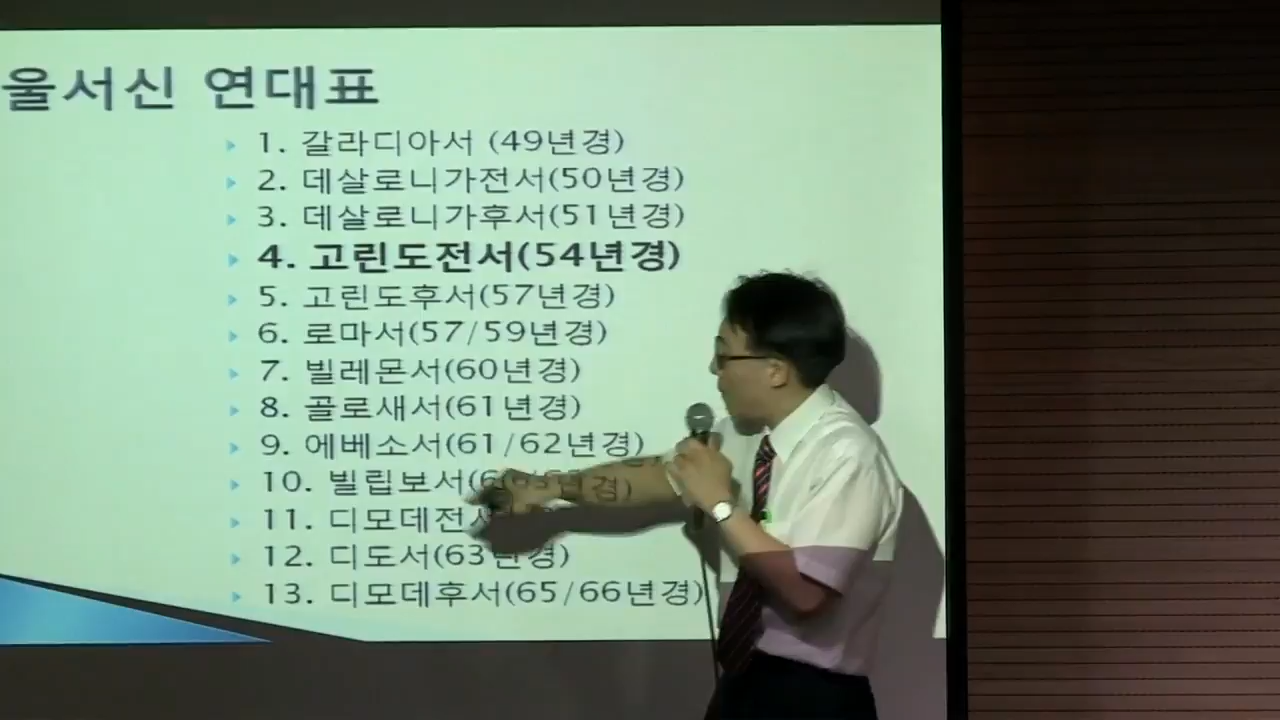 울서신 연대표
1. 갈라디아서 (49년경)
2. 데살로니가전서(50년경)
3. 데살로니가후서(51년경)
4. 고린도전서(54년경)
5. 고린도후서(57년경)
6. 로마서(57/59년경)
7. 빌레몬서(60년경)
8. 골로새서(61년경)
9. 에베소서(61/62년경)
10. 빌립보서
11. 디모데전서
12. 디도서(63년경)
13. 디모데후서(65/66년경)